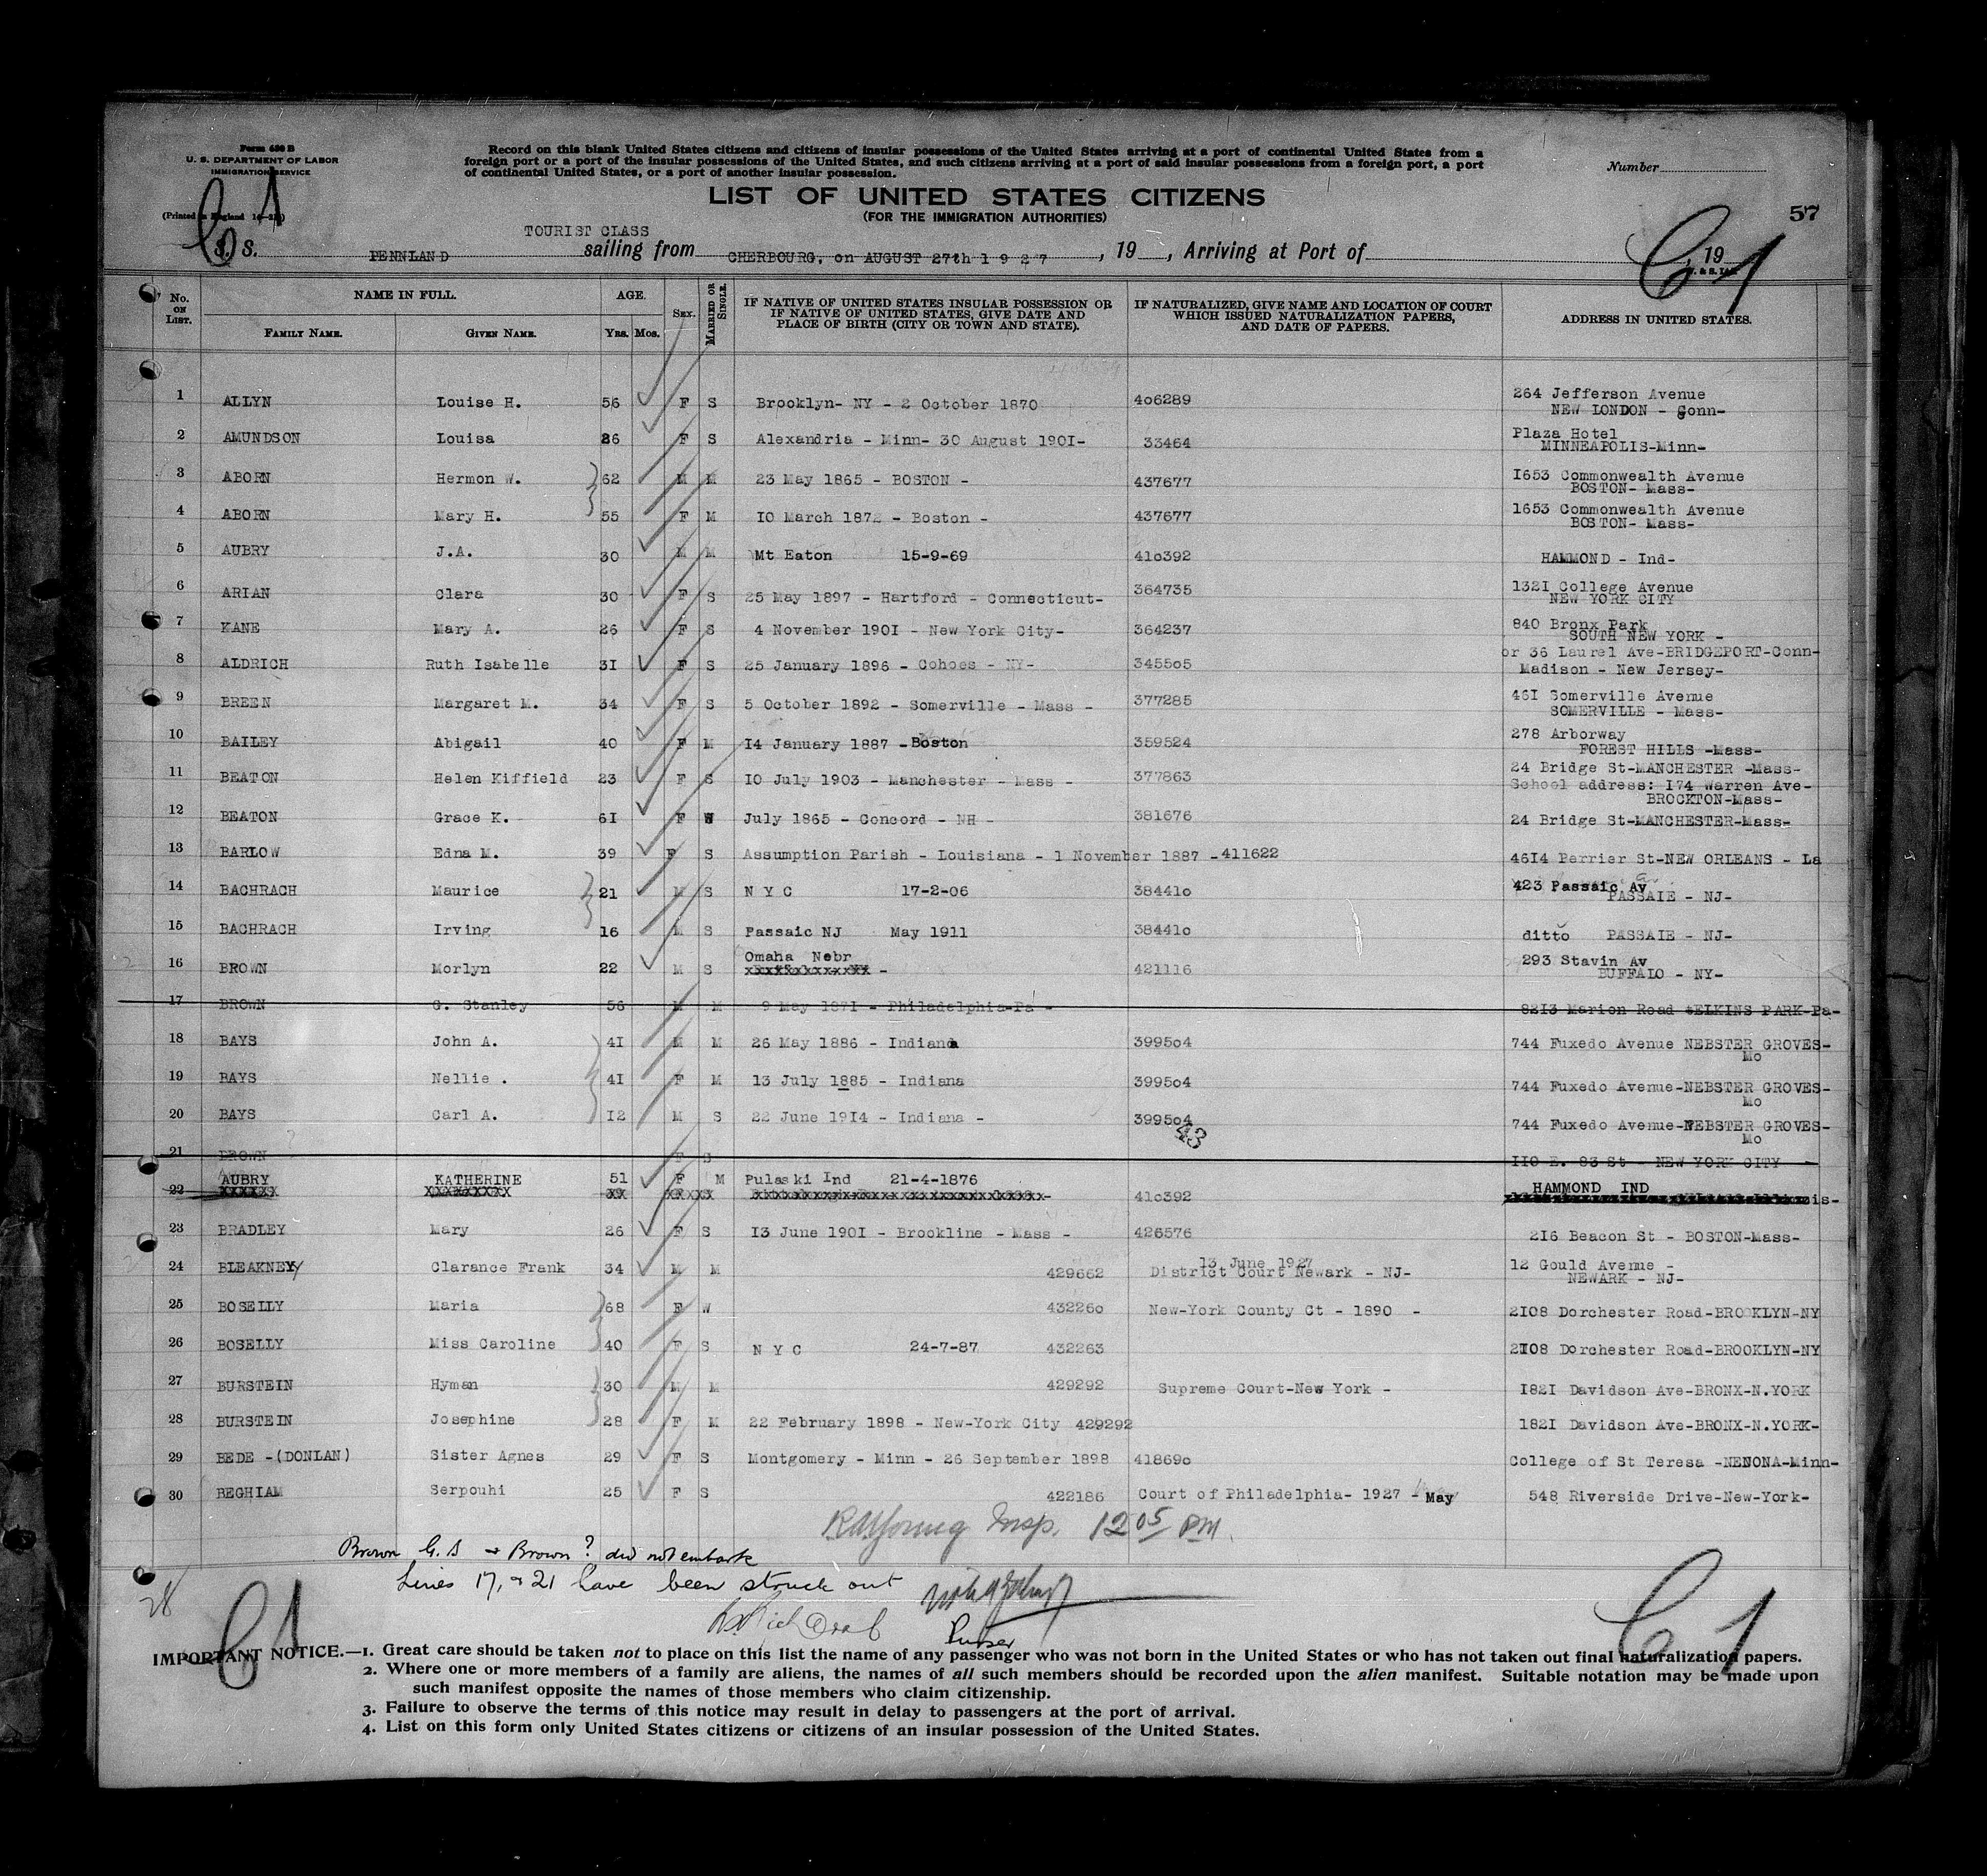 Form 630 B
U. S. DEPARTMENT OF LABOR
IMMIGRATION SERVICE
(Printed in England
Record on this blank United States citizens and citizens of insular possessions of the United States arriving at a port of continental United States from a
foreign port or a port of the insular possessions of the United States, and such citizens arriving at a port of said insular possessions from a foreign port, a port
of continental United States, or a port of another insular possession.
Number
LIST OF UNITED STATES CITIZENS
(FOR THE IMMIGRATION AUTHORITIES)
57
C1
C1
TOURIST CLASS
S. S. PENNLAND sailing from CHERBOURG, on AUGUST 27th 1 9 2 7 , 19 , Arriving at Port of , 19
No. ON LIST. NAME IN FULL. AGE. SEX. MARRIED OR SINGLE. IF NATIVE OF UNITED STATES INSULAR POSSESSION OR IF NATIVE OF UNITED STATES, GIVE DATE AND PLACE OF BIRTH (CITY OR TOWN AND STATE). IF NATURALIZED, GIVE NAME AND LOCATION OF COURT WHICH ISSUED NATURALIZATION PAPERS, AND DATE OF PAPERS. ADDRESS IN UNITED STATES.
FAMILY NAME. GIVEN NAME. YRS. MOS.
1 ALLYN Louise H. 56 F S Brooklyn- NY - 2 October 1870 406289 264 Jefferson Avenue
NEW LONDON - Conn-
2 AMUNDSON Louisa 26 F S Alexandria - Minn- 30 August 1901- 33464 Plaza Hotel
MINNEAPOLIS-Minn-
3 ABORN Hermon W. 62 M M 23 May 1865 - BOSTON - 437677 1653 Commonwealth Avenue
BOSTON- Mass-
4 ABORN Mary H. 55 F M 10 March 1872 - Boston - 437677 1653 Commonwealth Avenue
BOSTON- Mass-
5 AUBRY J.A. 30 M M Mt Eaton 15-9-69 410392 HAMMOND - Ind-
6 ARIAN Clara 30 F S 25 May 1897 - Hartford - Connecticut- 364735 1321 College Avenue
NEW YORK CITY
7 KANE Mary A. 26 F S 4 November 1901 - New York City- 364237 840 Bronx Park
SOUTH NEW YORK -
or 36 Laurel Ave-BRIDGEPORT-Conn-
8 ALDRICH Ruth Isabelle 31 F S 25 January 1896 - Cohoes - NY- 345505 Madison - New Jersey-
9 BREEN Margaret M. 34 F S 5 October 1892 - Somerville - Mass - 377285 461 Somerville Avenue
SOMERVILLE - Mass-
10 BAILEY Abigail 40 F M 14 January 1887 -Boston 359524 278 Arborway
FOREST HILLS -Mass-
11 BEATON Helen Kiffield 23 F S 10 July 1903 - Manchester - Mass - 377863 24 Bridge St-MANCHESTER -Mass-
School address: 174 Warren Ave-
BROCKTON-Mass-
12 BEATON Grace K. 61 F W July 1865 - Concord - NH - 381676 24 Bridge St-MANCHESTER-Mass-
13 BARLOW Edna M. 39 F S Assumption Parish - Louisiana - 1 November 1887 -411622 4614 Perrier St-NEW ORLEANS - La
14 BACHRACH Maurice 21 M S N Y C 17-2-06 384410 423 Passaic Av
PASSAIE - NJ-
15 BACHRACH Irving 16 M S Passaic NJ May 1911 384410 ditto PASSAIE - NJ-
16 BROWN Morlyn 22 M S Omaha Nebr 421116 293 Stavin Av
BUFFALO - NY-
17 BROWN G. Stanley 56 M M 9 May 1871 - Philadelphia-Pa - 8213 Marion Road -ELKINS PARK-Pa-
18 BAYS John A. 41 M M 26 May 1886 - Indiana 399504 744 Fuxedo Avenue NEBSTER GROVES-
Mo
19 BAYS Nellie . 41 F M 13 July 1885 - Indiana 399504 744 Fuxedo Avenue-NEBSTER GROVES-
Mo
20 BAYS Carl A. 12 M S 22 June 1914 - Indiana - 399504 744 Fuxedo Avenue-WEBSTER GROVES-
Mo
43
21 BROWN F S 110 E. 83 St - NEW YORK CITY -
22 AUBRY KATHERINE 51 F M Pulaski Ind 21-4-1876 410392 HAMMOND IND
23 BRADLEY Mary 26 F S 13 June 1901 - Brookline - Mass - 426576 216 Beacon St - BOSTON-Mass-
24 BLEAKNEY Clarance Frank 34 M M 429662 13 June 1927
District Court Newark - NJ- 12 Gould Avenue -
NEWARK - NJ-
25 BOSELLY Maria 68 F W 432260 New-York County Ct - 1890 - 2108 Dorchester Road-BROOKLYN-NY
26 BOSELLY Miss Caroline 40 F S N Y C 24-7-87 432263 2108 Dorchester Road-BROOKLYN-NY
27 BURSTEIN Hyman 30 M M 429292 Supreme Court-New York - 1821 Davidson Ave-BRONX-N.YORK
28 BURSTEIN Josephine 28 F M 22 February 1898 - New-York City 429292 1821 Davidson Ave-BRONX-N.YORK-
29 BEDE -(DONLAN) Sister Agnes 29 F S Montgomery - Minn - 26 September 1898 418690 College of St Teresa -NENONA-Minn-
30 BEGHIAM Serpouhi 25 F S 422186 Court of Philadelphia- 1927 - May 548 Riverside Drive-New-York-
RAYoung Insp. 12 05 PM.
Brown G.S & Brown ? did not embark
Lines 17, & 21 have been struck out
Purser
28
C1
C1
IMPORTANT NOTICE.—1. Great care should be taken not to place on this list the name of any passenger who was not born in the United States or who has not taken out final naturalization papers.
2. Where one or more members of a family are aliens, the names of all such members should be recorded upon the alien manifest. Suitable notation may be made upon
such manifest opposite the names of those members who claim citizenship.
3. Failure to observe the terms of this notice may result in delay to passengers at the port of arrival.
4. List on this form only United States citizens or citizens of an insular possession of the United States.